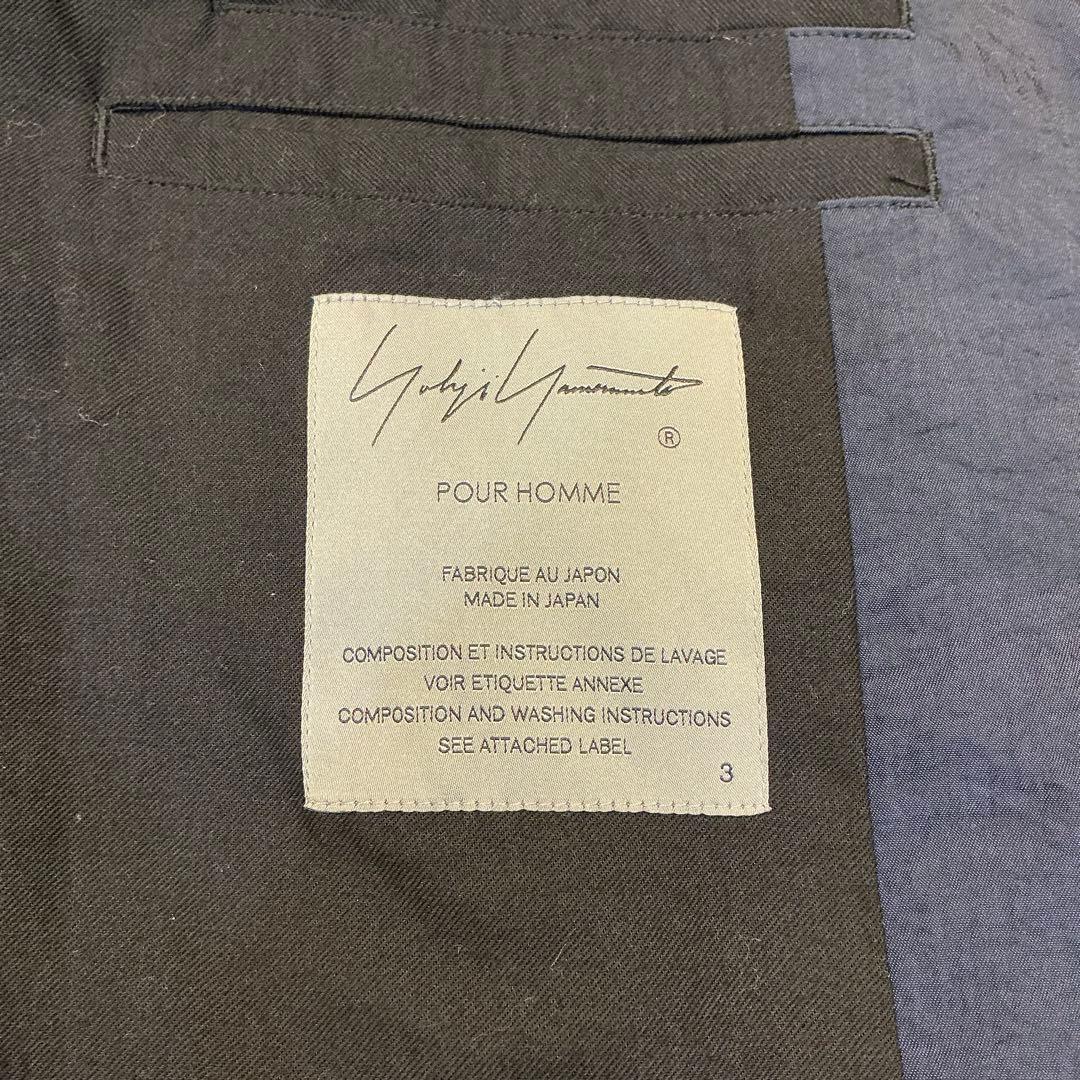 Yohji Yamamoto
®
POUR HOMME
FABRIQUE AU JAPON
MADE IN JAPAN
COMPOSITION ET INSTRUCTIONS DE LAVAGE
VOIR ETIQUETTE ANNEXE
COMPOSITION AND WASHING INSTRUCTIONS
SEE ATTACHED LABEL
3